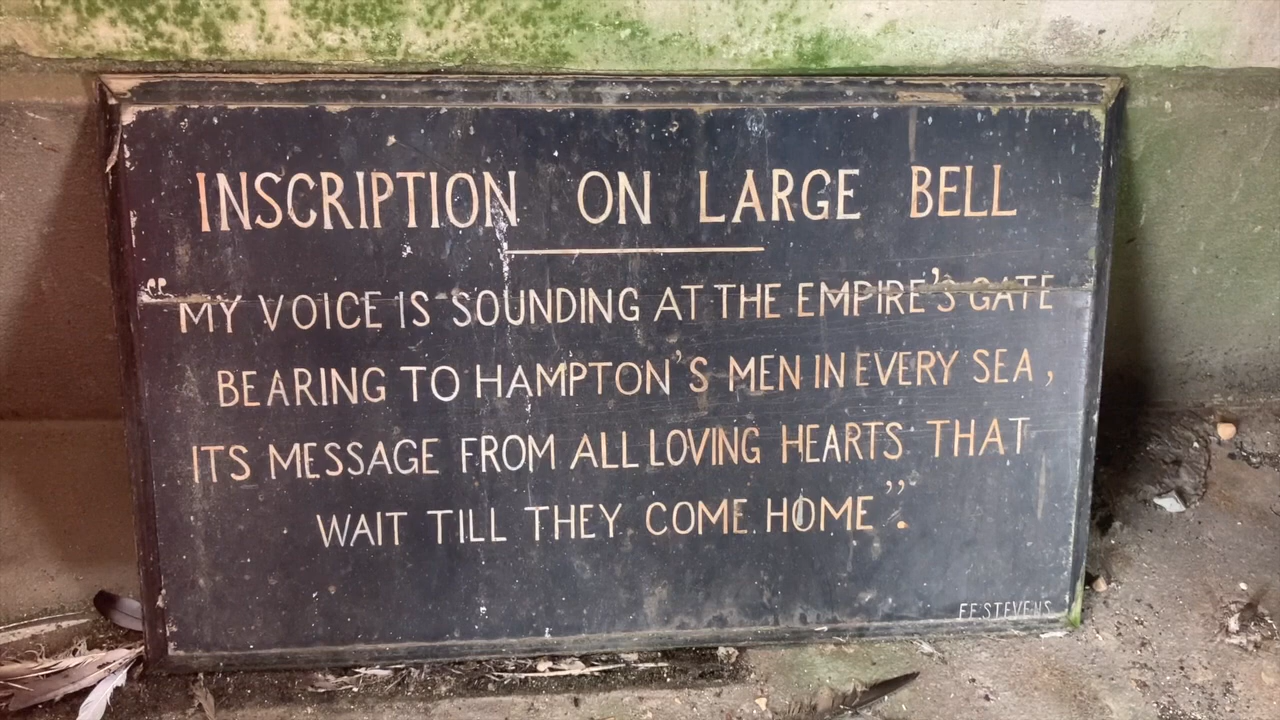 INSCRIPTION ON LARGE BELL
“MY VOICE IS SOUNDING AT THE EMPIRE'S GATE
BEARING TO HAMPTON'S MEN IN EVERY SEA,
ITS MESSAGE FROM ALL LOVING HEARTS THAT
WAIT TILL THEY COME HOME”.
F.F. STEVENS